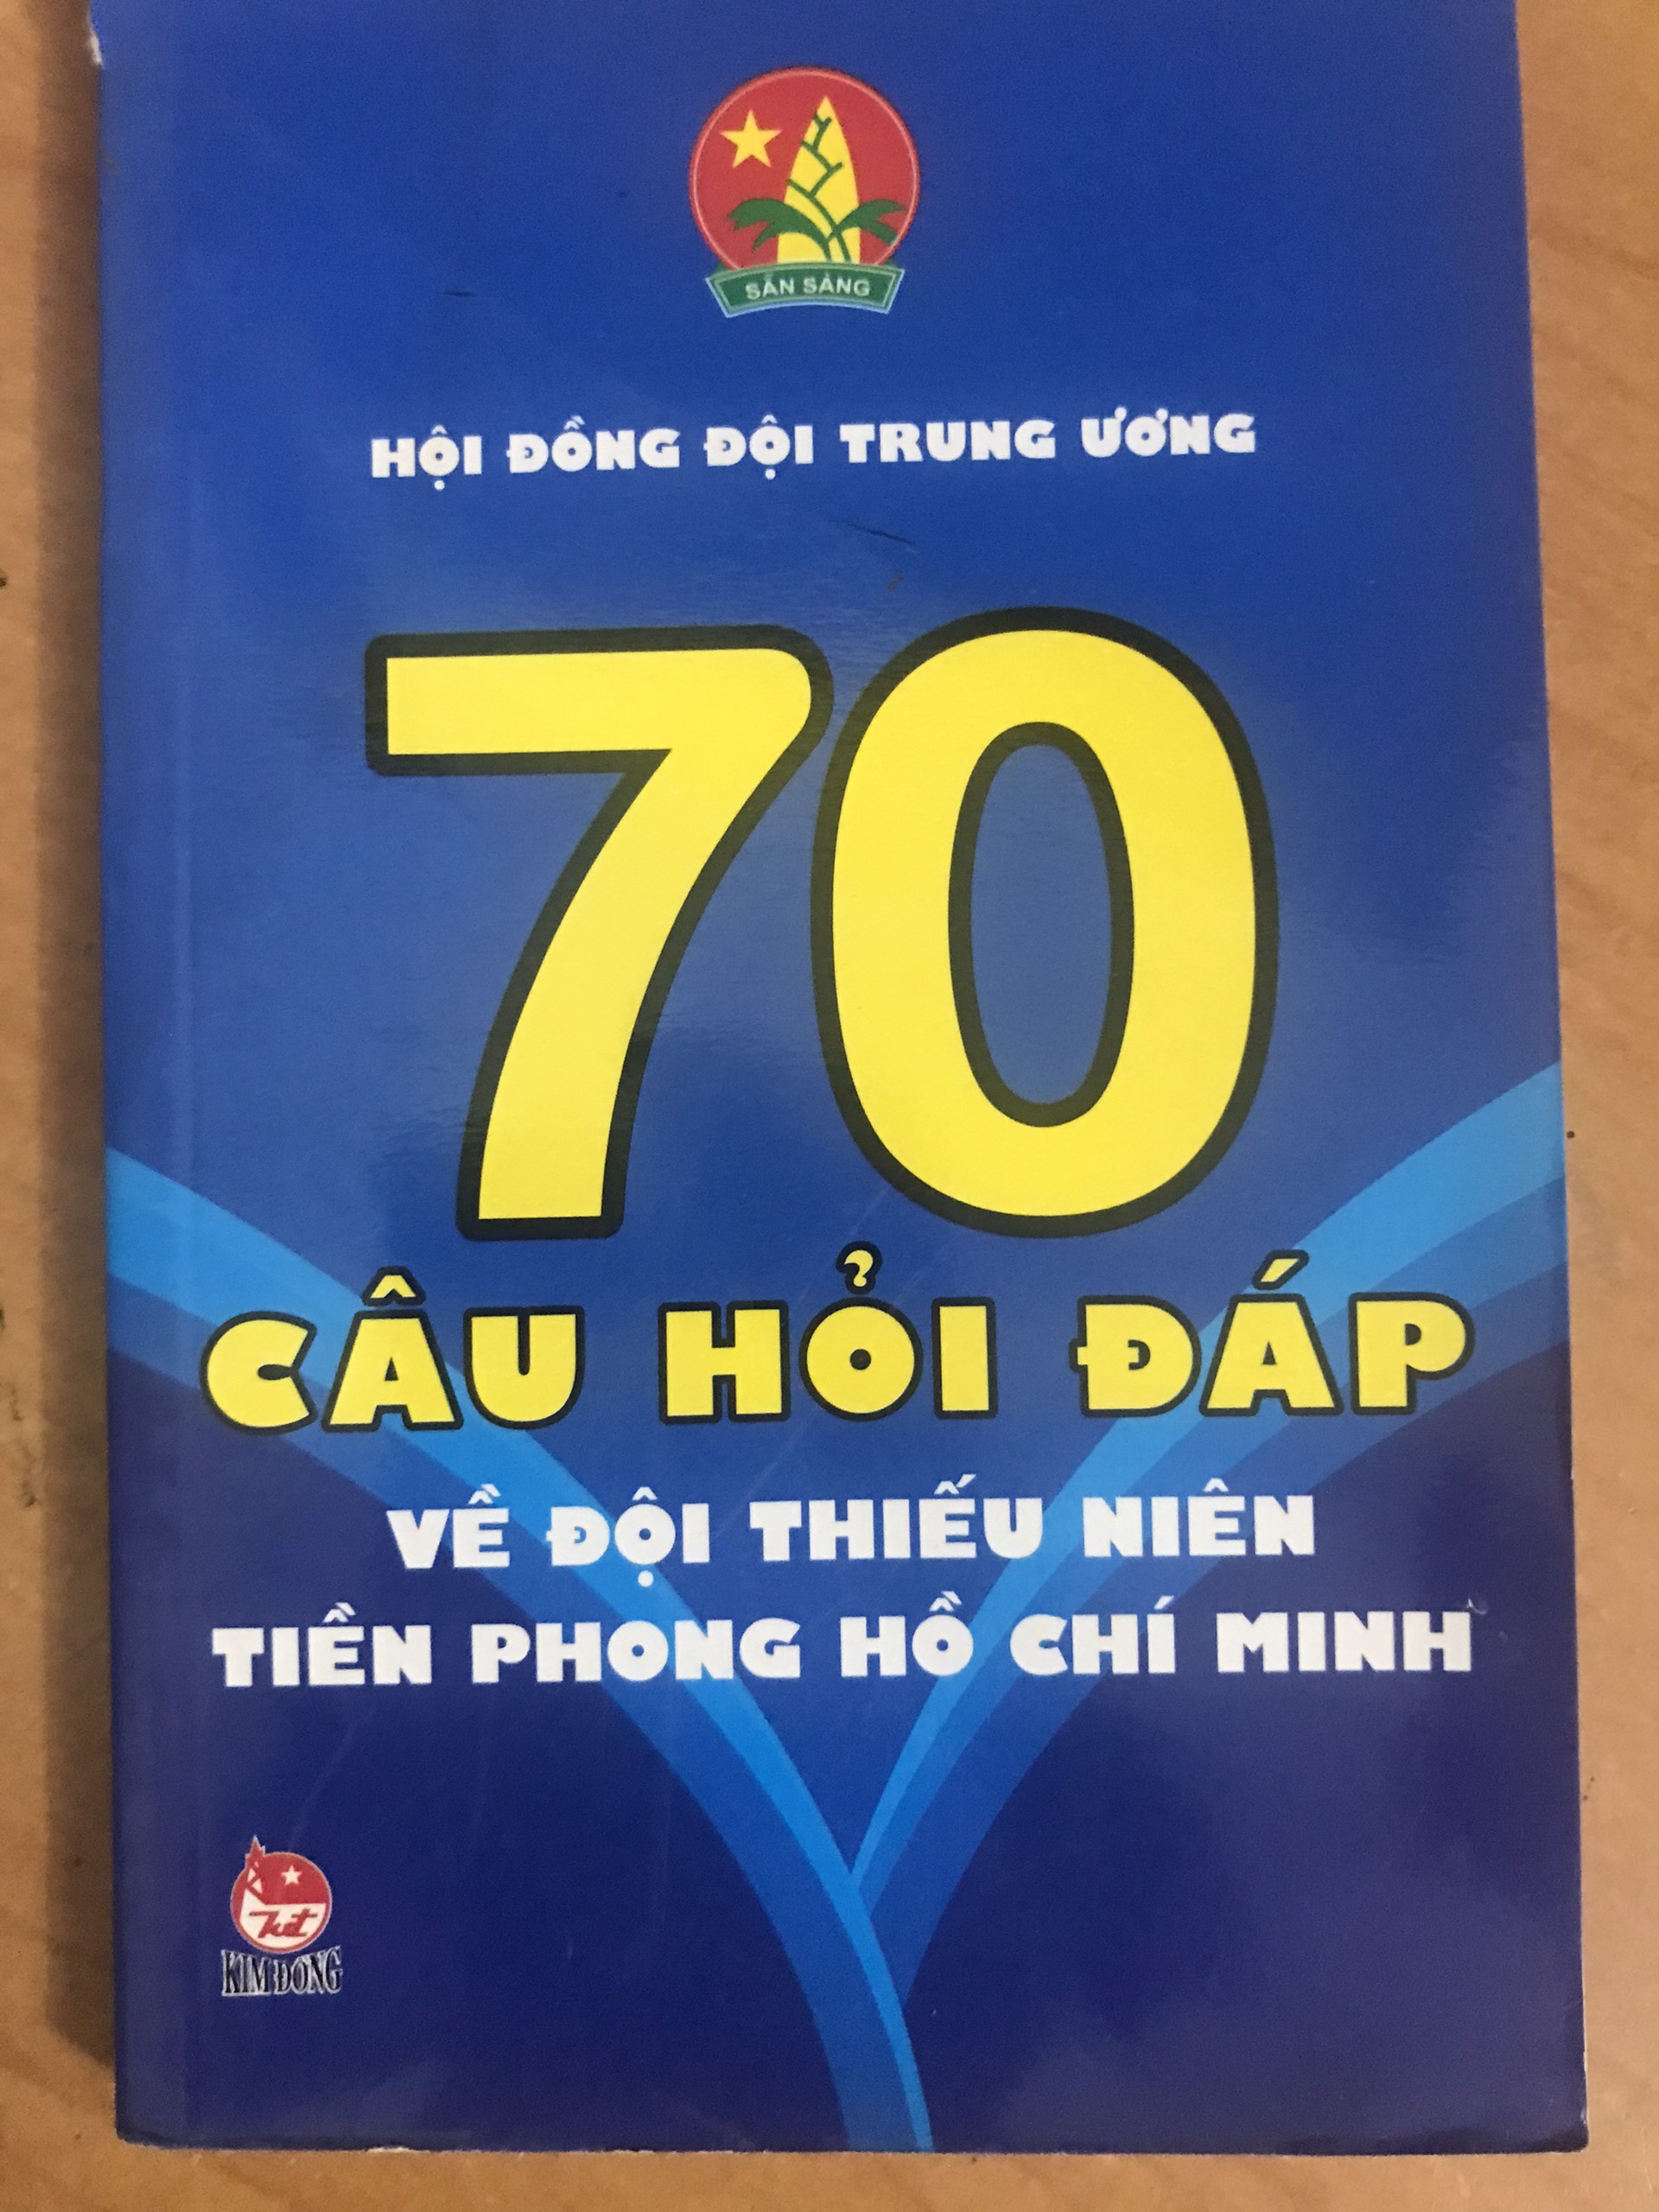 SẴN SÀNG
HỘI ĐỒNG ĐỘI TRUNG ƯƠNG
70
CÂU HỎI ĐÁP
VỀ ĐỘI THIẾU NIÊN
TIỀN PHONG HỒ CHÍ MINH
KIM ĐỒNG